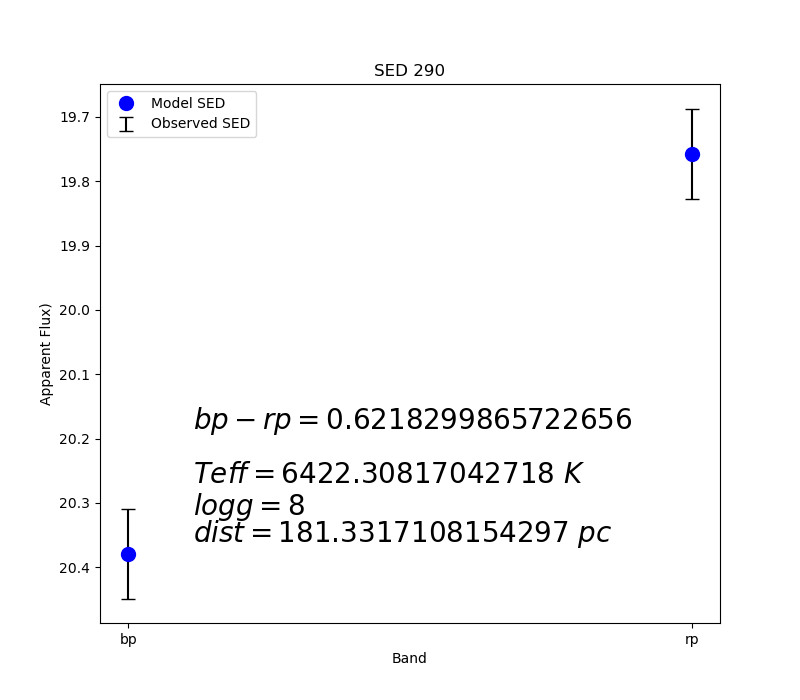 SED 290
Model SED
Observed SED
19.7
19.8
19.9
20.0
20.1
20.2
20.3
20.4
Apparent Flux)
bp − rp = 0.6218299865722656
Teff = 6422.30817042718 K
logg = 8
dist = 181.3317108154297 pc
bp
rp
Band